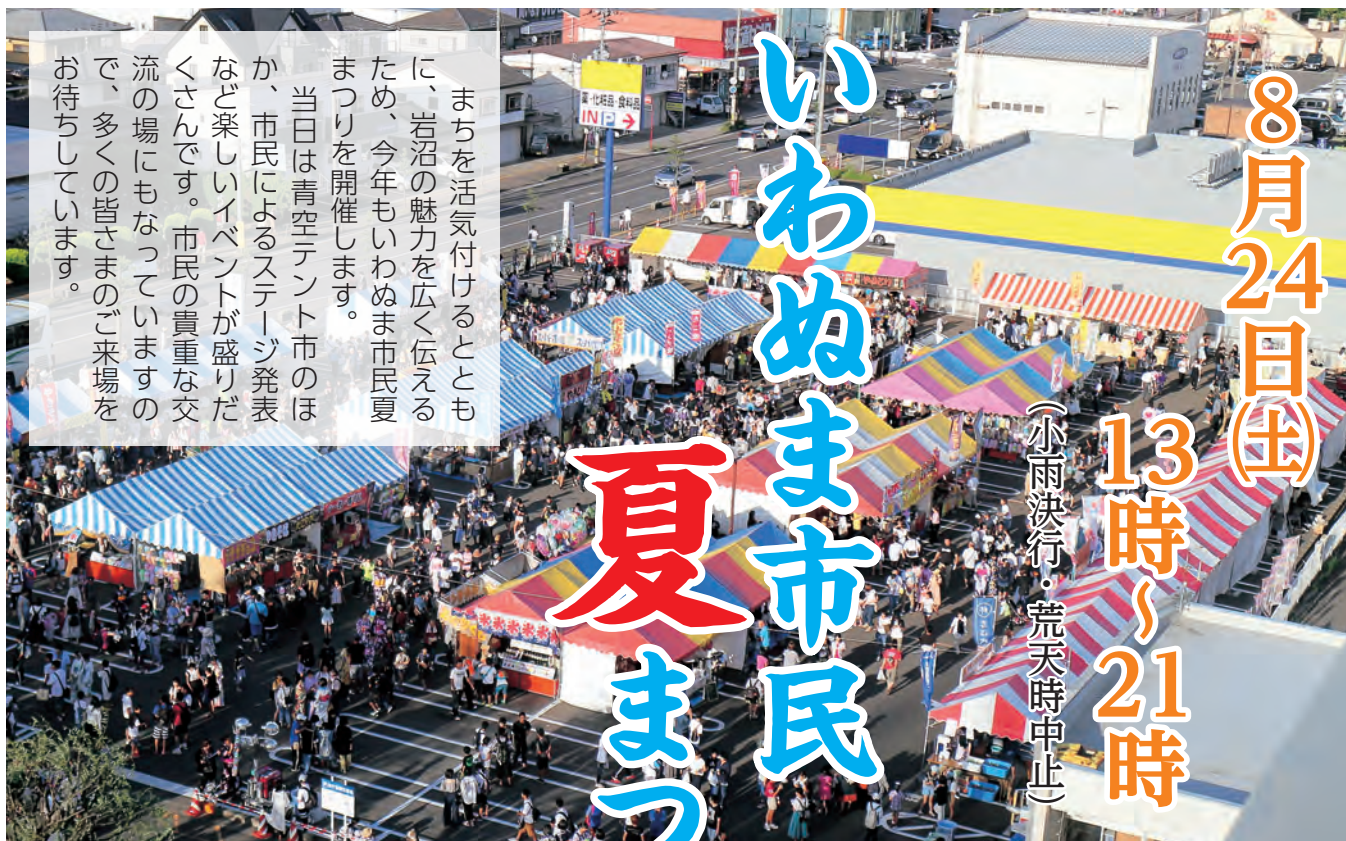 8月24日(土)
13時〜21時
(小雨決行・荒天時中止)
いわぬま市民
夏まつ
　まちを活気付けるととも
に、岩沼の魅力を広く伝える
ため、今年もいわぬま市民夏
まつりを開催します。
　当日は青空テント市のほ
か、市民によるステージ発表
など楽しいイベントが盛りだ
くさんです。市民の貴重な交
流の場にもなっていますの
で、多くの皆さまのご来場を
お待ちしています。
薬・化粧品・食料品
IN P →